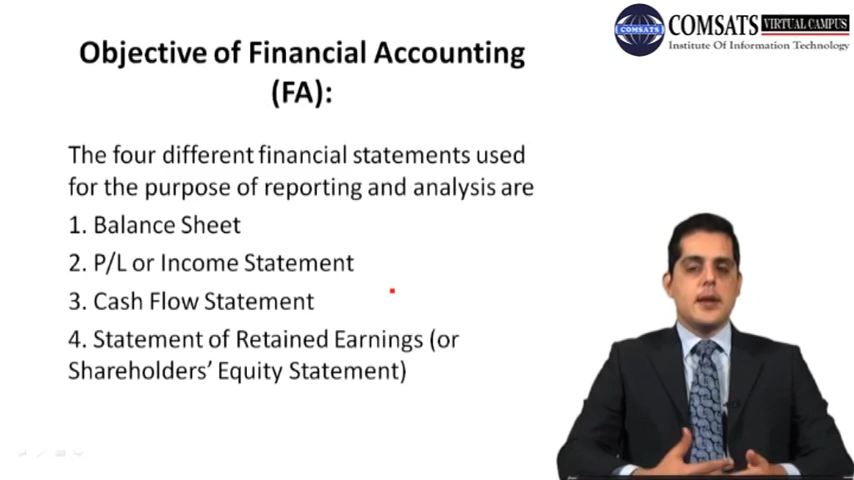 COMSATS VIRTUAL CAMPUS
COMSATS
Institute Of Information Technology
Objective of Financial Accounting
(FA):
The four different financial statements used
for the purpose of reporting and analysis are
1. Balance Sheet
2. P/L or Income Statement
3. Cash Flow Statement
4. Statement of Retained Earnings (or
Shareholders’ Equity Statement)